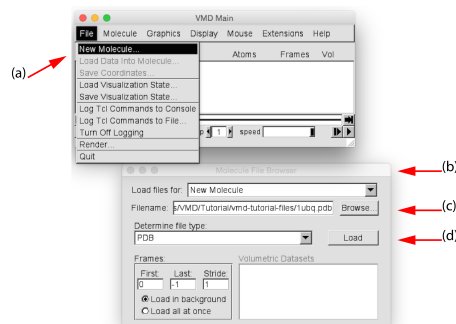 VMD Main
File Molecule Graphics Display Mouse Extensions Help
New Molecule...
Atoms Frames Vol
Load Data Into Molecule...
(a)
Save Coordinates...
Load Visualization State...
Save Visualization State...
Log Tcl Commands to Console
Log Tcl Commands to File...
Turn Off Logging
1 speed
Render...
Quit
Molecule File Browser
(b)
Load files for: New Molecule
Filename: s/VMD/Tutorial/vmd-tutorial-files/1ubq.pdb Browse...
(c)
Determine file type:
PDB Load
(d)
Frames: Volumetric Datasets
First: Last: Stride:
0 -1 1
Load in background
Load all at once